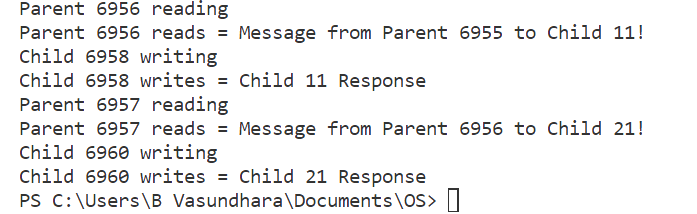 Parent 6956 reading
Parent 6956 reads = Message from Parent 6955 to Child 11!
Child 6958 writing
Child 6958 writes = Child 11 Response
Parent 6957 reading
Parent 6957 reads = Message from Parent 6956 to Child 21!
Child 6960 writing
Child 6960 writes = Child 21 Response
PS C:\Users\B Vasundhara\Documents\OS>